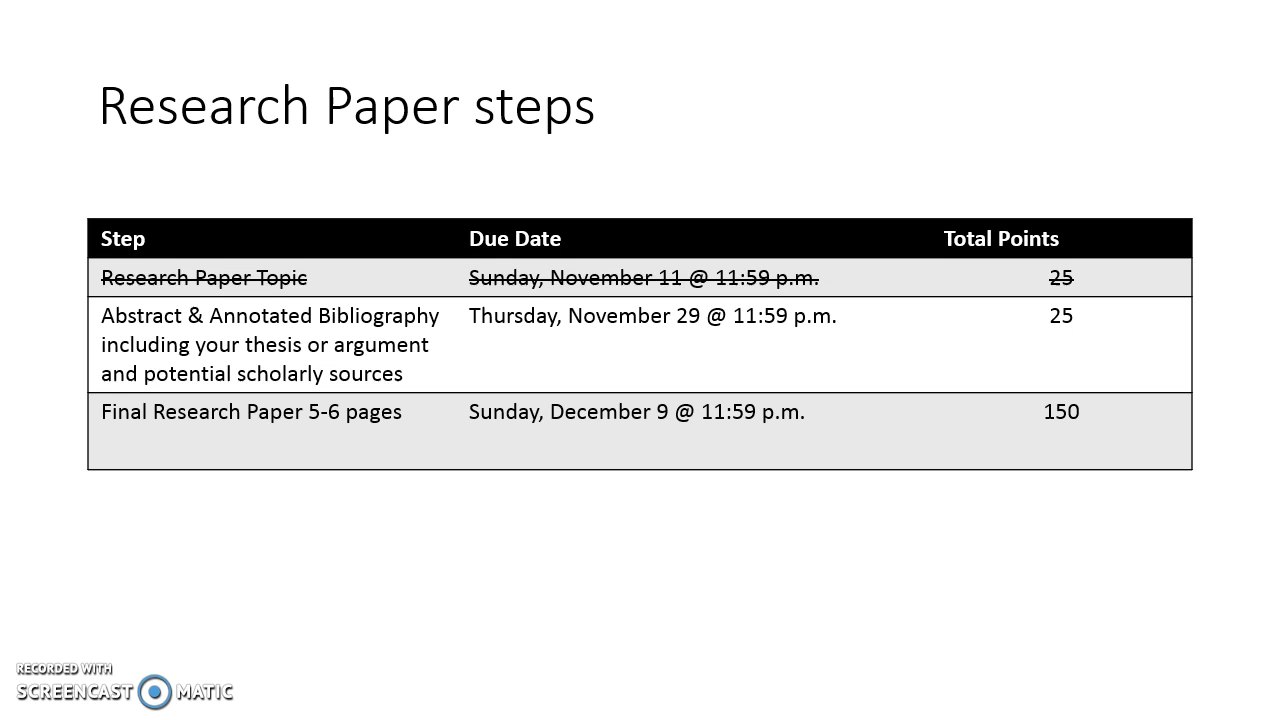 Research Paper steps
Step Due Date Total Points
Research Paper Topic Sunday, November 11 @ 11:59 p.m. 25
Abstract & Annotated Bibliography Thursday, November 29 @ 11:59 p.m. 25
including your thesis or argument
and potential scholarly sources
Final Research Paper 5-6 pages Sunday, December 9 @ 11:59 p.m. 150
RECORDED WITH
SCREENCAST MATIC